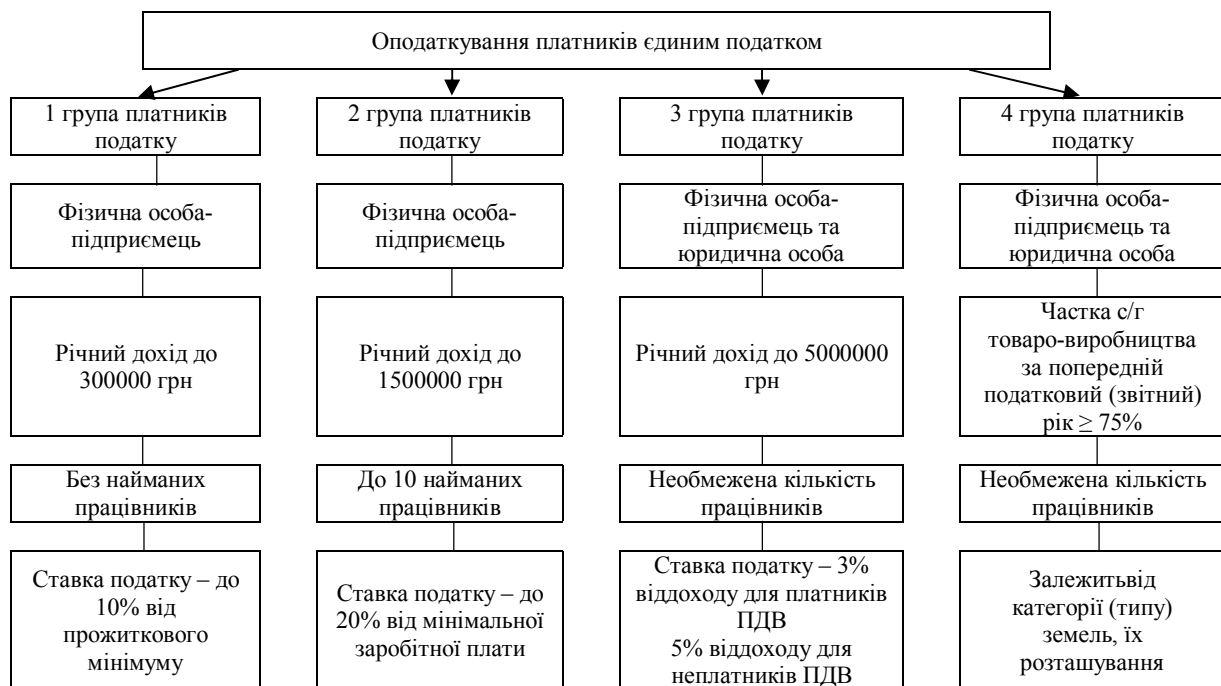 Оподаткування платників єдиним податком
1 група платників
податку
2 група платників
податку
3 група платників
податку
4 група платників
податку
Фізична особа-
підприємець
Фізична особа-
підприємець
Фізична особа-
підприємець та
юридична особа
Фізична особа-
підприємець та
юридична особа
Річний дохід до
300000 грн
Річний дохід до
1500000 грн
Річний дохід до 5000000
грн
Частка с/г
товаро-виробництва
за попередній
податковий (звітний)
рік ≥ 75%
Без найманих
працівників
До 10 найманих
працівників
Необмежена кількість
працівників
Необмежена кількість
працівників
Ставка податку – до
10% від
прожиткового
мінімуму
Ставка податку – до
20% від мінімальної
заробітної плати
Ставка податку – 3%
віддоходу для платників
ПДВ
5% віддоходу для
неплатників ПДВ
Залежитьвід
категорії (типу)
земель, їх
розташування